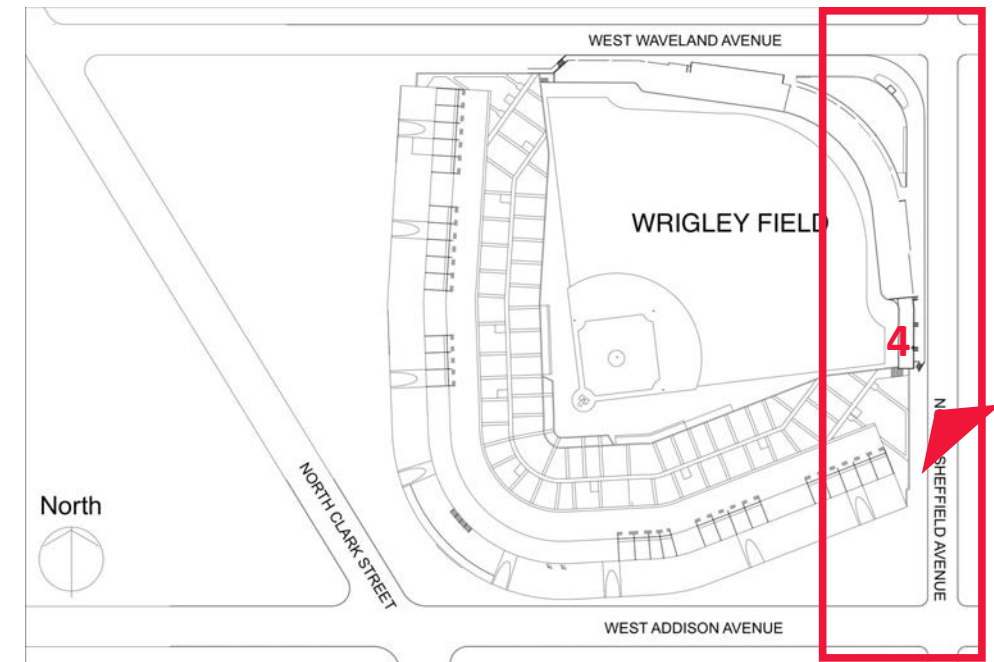 WEST WAVELAND AVENUE
WRIGLEY FIELD
4
SHEFFIELD AVENUE
North
NORTH CLARK STREET
WEST ADDISON AVENUE